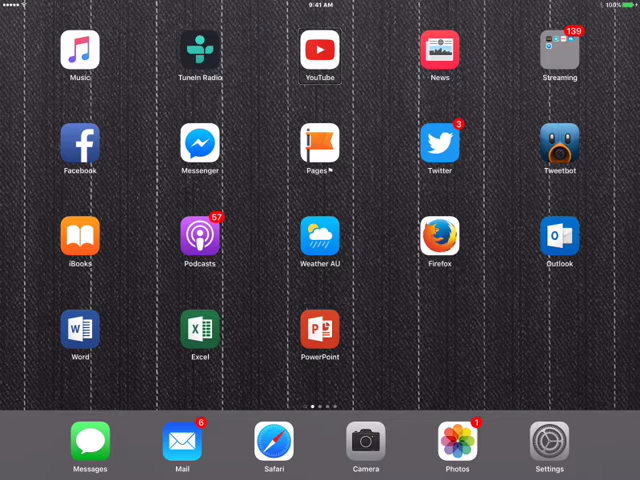 9:41 AM
100%
139
Music
TuneIn Radio
YouTube
News
Streaming
3
Facebook
Messenger
Pages
Twitter
Tweetbot
57
iBooks
Podcasts
Weather AU
Firefox
Outlook
Word
Excel
PowerPoint
6
1
Messages
Mail
Safari
Camera
Photos
Settings